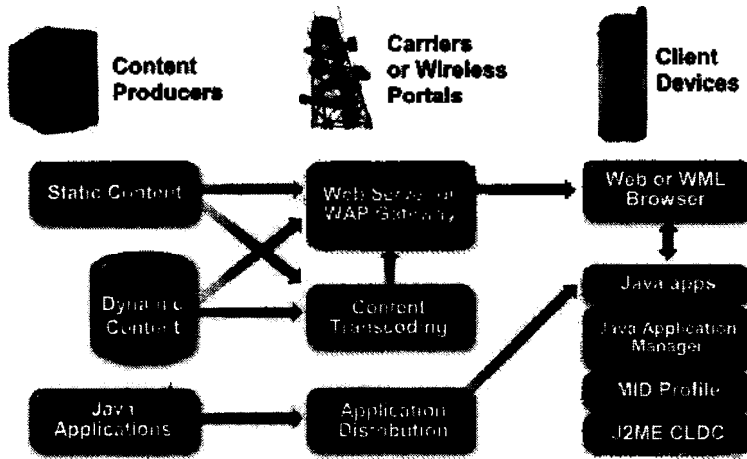 Content
Producers
Carriers
or Wireless
Portals
Client
Devices
Static Content
Web Server or
WAP Gateway
Web or WML
Browser
Dynamic
Content
Content
Transcoding
Java apps
Java Application
Manager
MID Profile
J2ME CLDC
Java
Applications
Application
Distribution